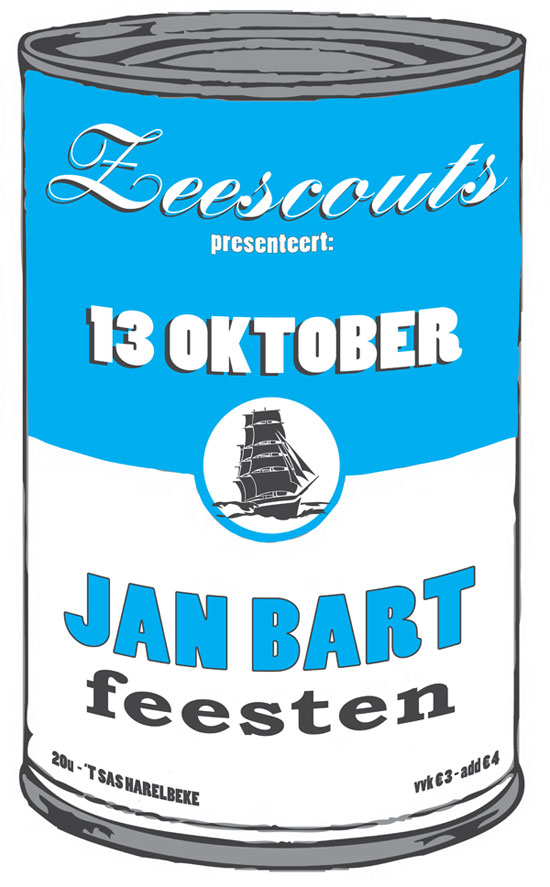 Zeescouts
presenteert:
13 OKTOBER
JAN BART
feesten
20u - 'T SAS HARELBEKE
vvk €3 - add €4